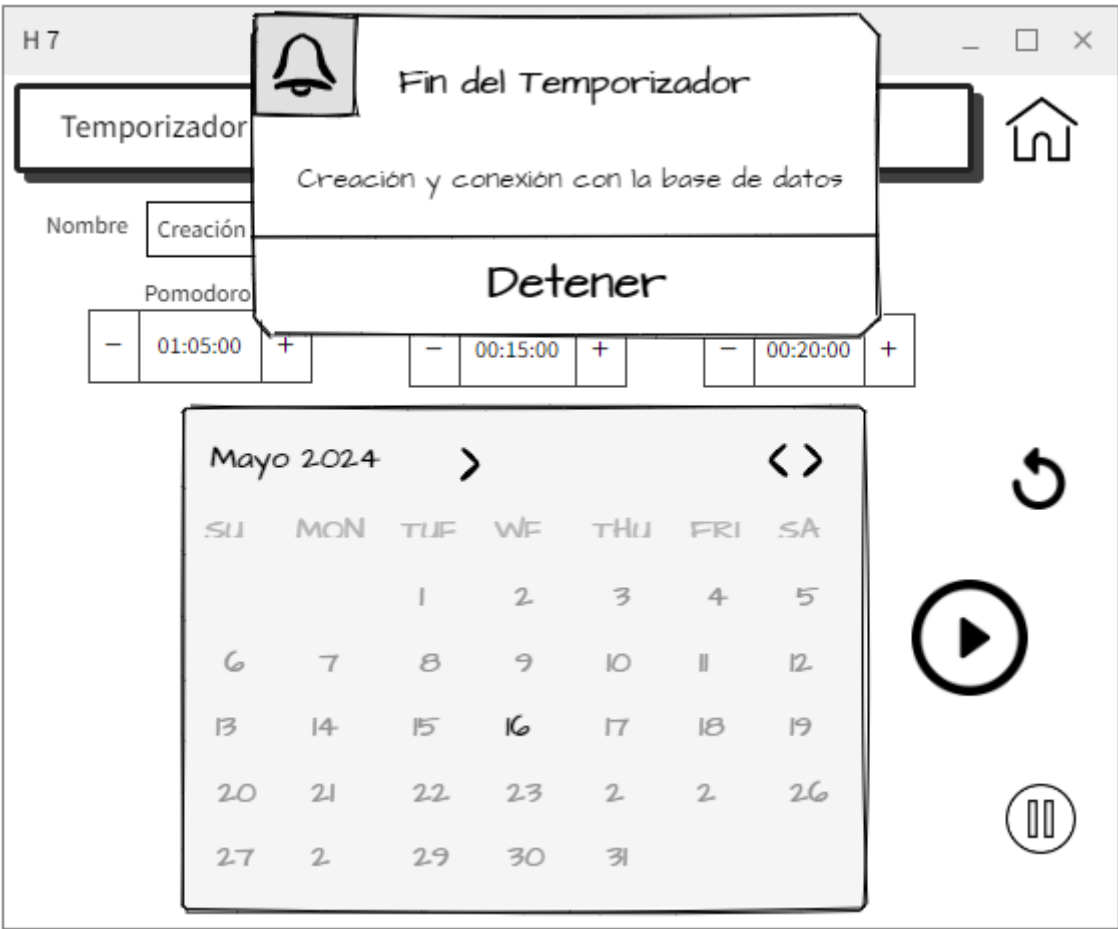 H 7
Fin del Temporizador
Temporizador
Creación y conexión con la base de datos
Nombre
Creación
Detener
Pomodoro
− 01:05:00 +
− 00:15:00 +
− 00:20:00 +
Mayo 2024 > < >
SU MON TUE WE THU FRI SA
1 2 3 4 5
6 7 8 9 10 11 12
13 14 15 16 17 18 19
20 21 22 23 2 2 26
27 2 29 30 31